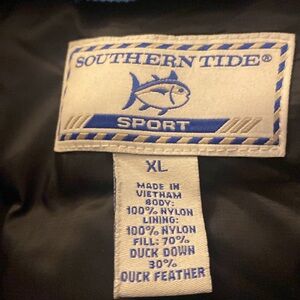 SOUTHERN TIDE®
SPORT
XL
MADE IN
VIETNAM
BODY:
100% NYLON
LINING:
100% NYLON
FILL: 70%
DUCK DOWN
30%
DUCK FEATHER